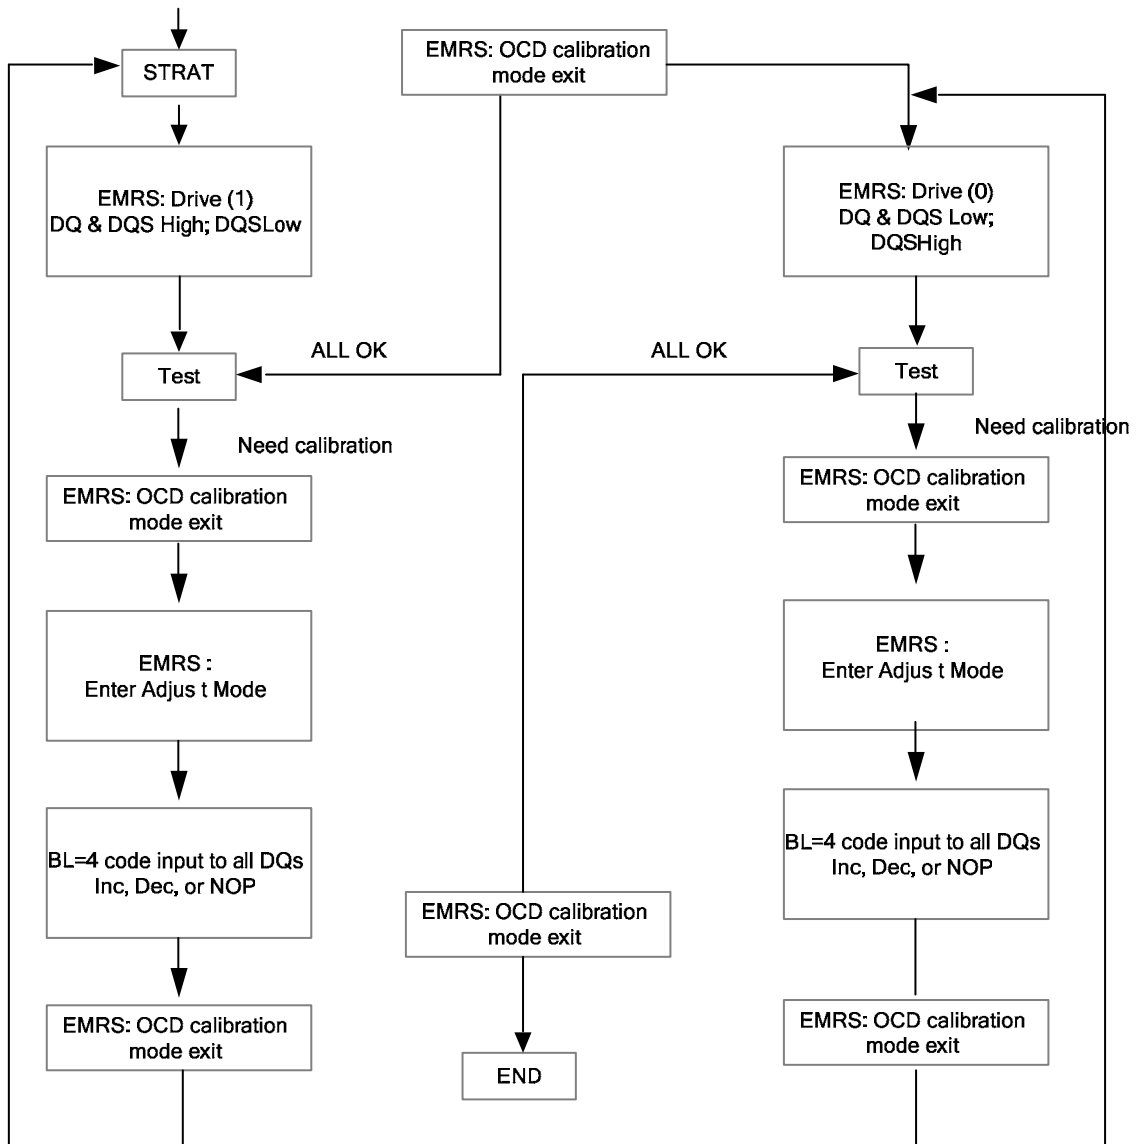 STRAT
EMRS: Drive (1)
DQ & DQS High; DQSLow
Test
ALL OK
Need calibration
EMRS: OCD calibration
mode exit
EMRS :
Enter Adjus t Mode
BL=4 code input to all DQs
Inc, Dec, or NOP
EMRS: OCD calibration
mode exit
EMRS: OCD calibration
mode exit
EMRS: Drive (0)
DQ & DQS Low;
DQSHigh
ALL OK
Test
Need calibration
EMRS: OCD calibration
mode exit
EMRS :
Enter Adjus t Mode
BL=4 code input to all DQs
Inc, Dec, or NOP
EMRS: OCD calibration
mode exit
EMRS: OCD calibration
mode exit
END